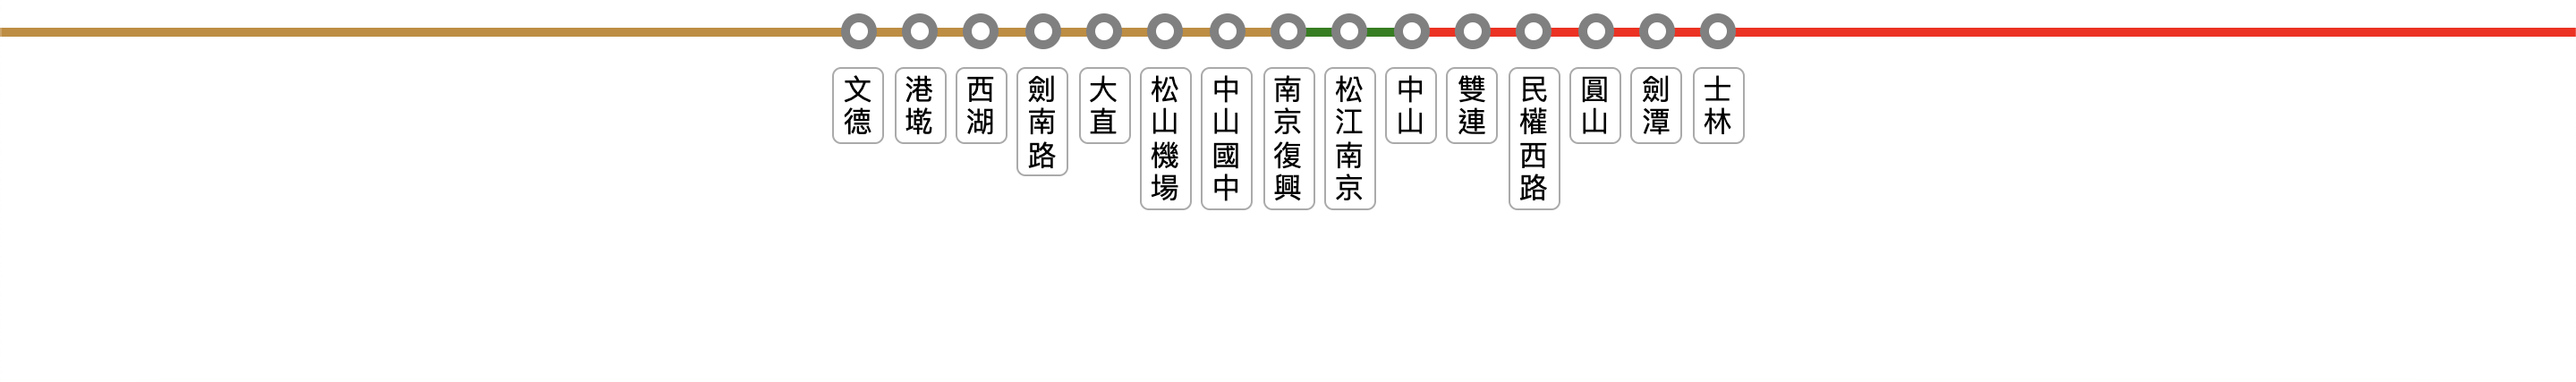 文德
港墘
西湖
劍南路
大直
松山機場
中山國中
南京復興
松江南京
中山
雙連
民權西路
圓山
劍潭
士林